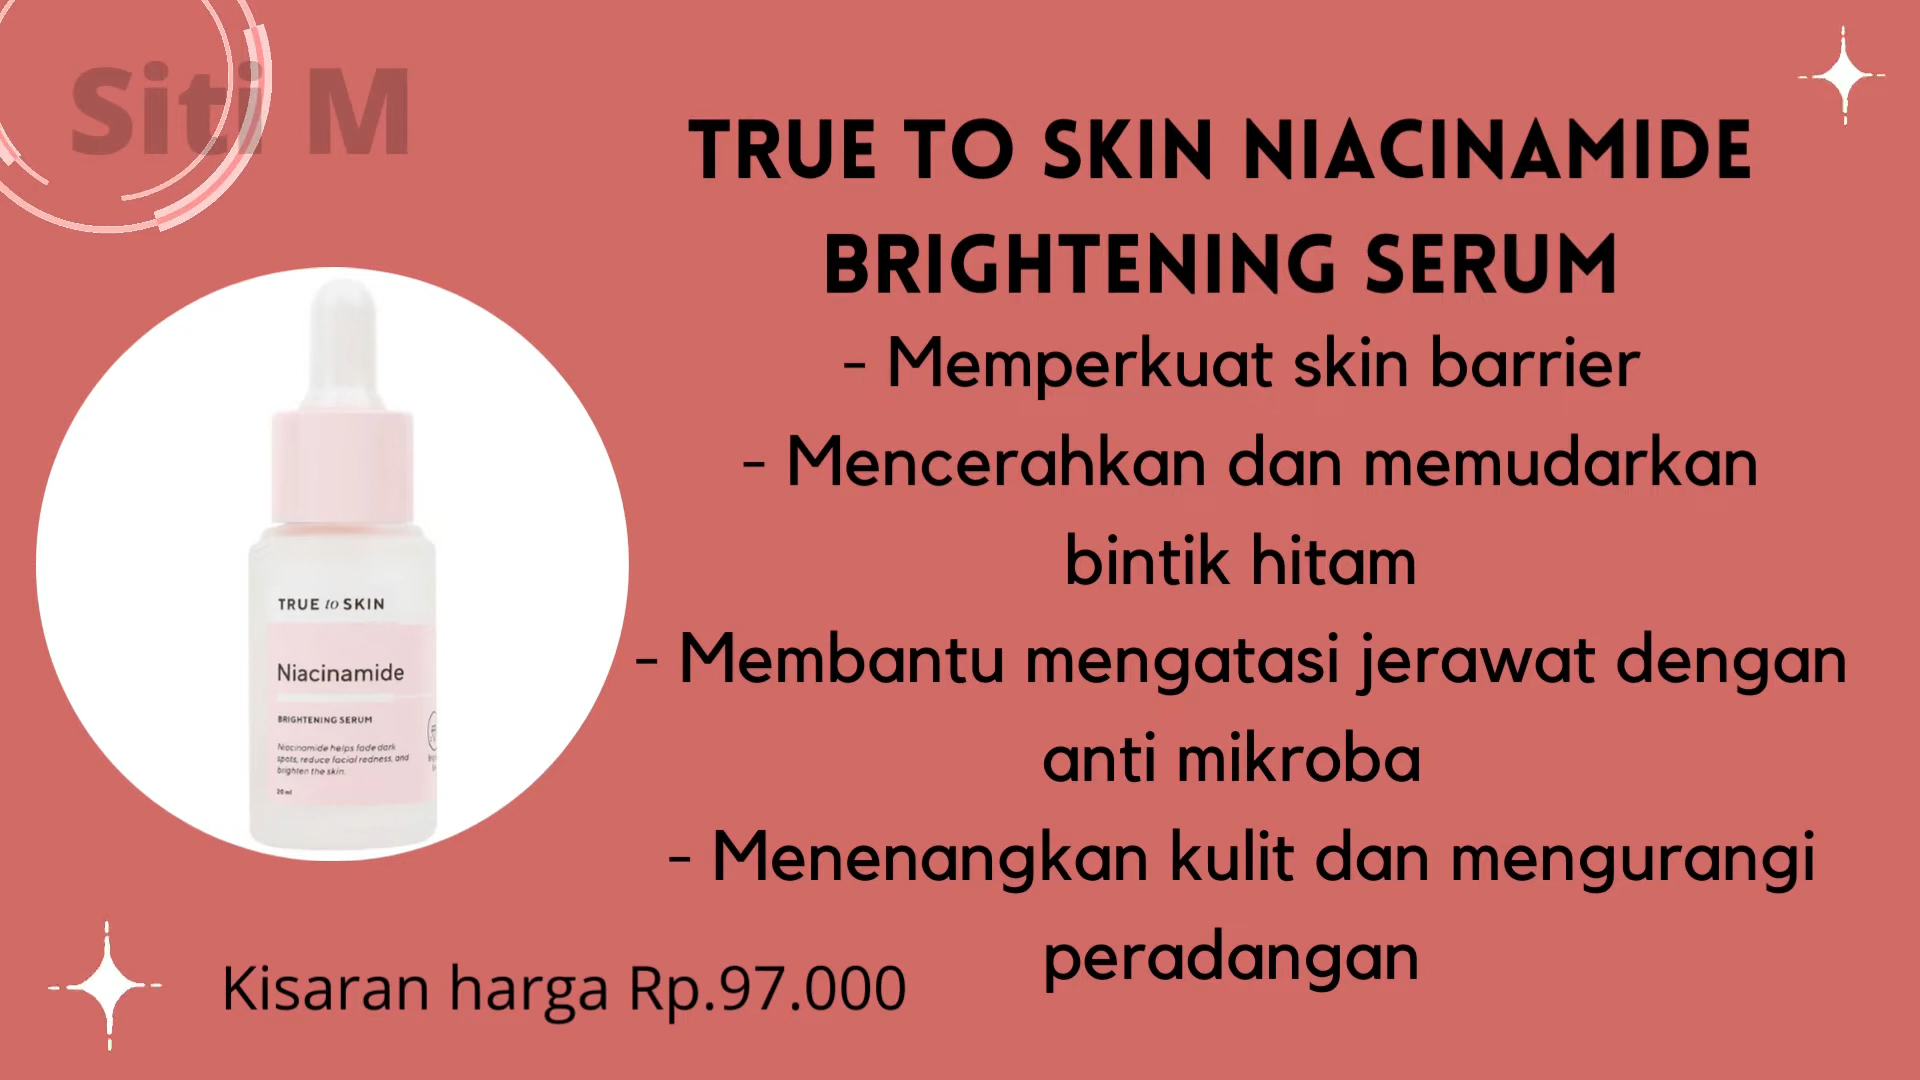 Siti M
TRUE TO SKIN NIACINAMIDE
BRIGHTENING SERUM
- Memperkuat skin barrier
- Mencerahkan dan memudarkan
bintik hitam
- Membantu mengatasi jerawat dengan
anti mikroba
- Menenangkan kulit dan mengurangi
peradangan
TRUE to SKIN
Niacinamide
BRIGHTENING SERUM
Niacinamide helps fade dark
spots, reduce facial redness, and
brighten the skin.
20 ml
Kisaran harga Rp.97.000